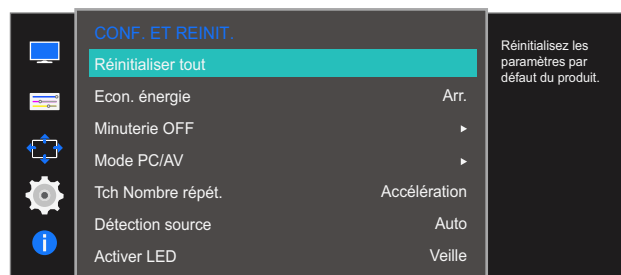 CONF. ET REINIT.
Réinitialiser tout
Econ. énergie Arr.
Minuterie OFF
Mode PC/AV
Tch Nombre répét. Accélération
Détection source Auto
Activer LED Veille
Réinitialisez les
paramètres par
défaut du produit.